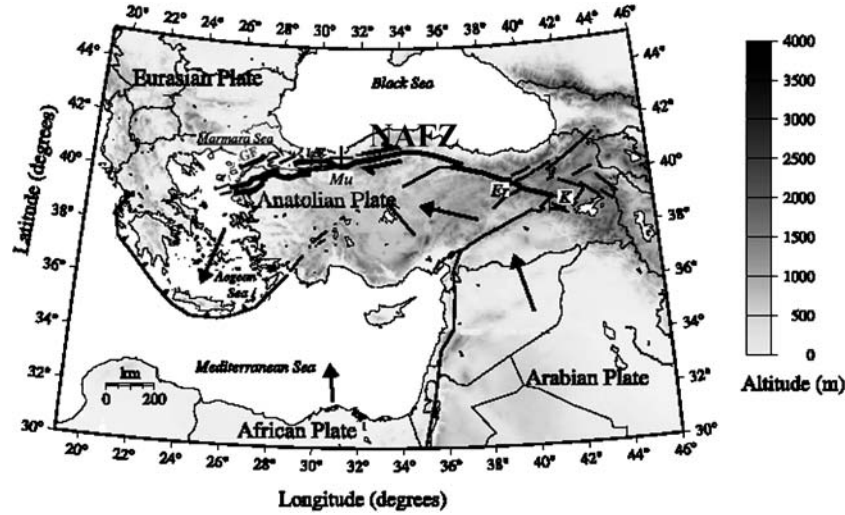 20° 22° 24° 26° 28° 30° 32° 34° 36° 38° 40° 42° 44° 46°
44°
42°
40°
38°
36°
34°
32°
30°
44°
42°
40°
38°
36°
34°
32°
30°
Latitude (degrees)
Eurasian Plate
Black Sea
Marmara Sea
GF
NAFZ
Mu
Er
K
Anatolian Plate
Aegean
Sea
Mediterranean Sea
km
0 200
African Plate
Arabian Plate
20° 22° 24° 26° 28° 30° 32° 34° 36° 38° 40° 42° 44° 46°
Longitude (degrees)
4000
3500
3000
2500
2000
1500
1000
500
0
Altitude (m)